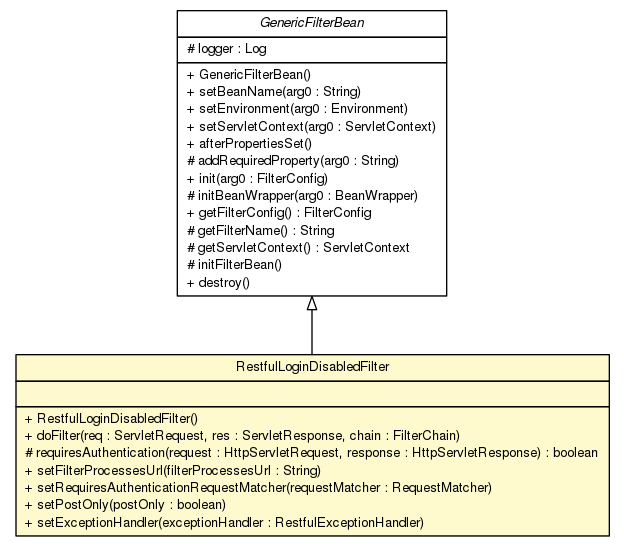 GenericFilterBean
# logger : Log
+ GenericFilterBean()
+ setBeanName(arg0 : String)
+ setEnvironment(arg0 : Environment)
+ setServletContext(arg0 : ServletContext)
+ afterPropertiesSet()
# addRequiredProperty(arg0 : String)
+ init(arg0 : FilterConfig)
# initBeanWrapper(arg0 : BeanWrapper)
+ getFilterConfig() : FilterConfig
# getFilterName() : String
# getServletContext() : ServletContext
# initFilterBean()
+ destroy()
RestfulLoginDisabledFilter
+ RestfulLoginDisabledFilter()
+ doFilter(req : ServletRequest, res : ServletResponse, chain : FilterChain)
# requiresAuthentication(request : HttpServletRequest, response : HttpServletResponse) : boolean
+ setFilterProcessesUrl(filterProcessesUrl : String)
+ setRequiresAuthenticationRequestMatcher(requestMatcher : RequestMatcher)
+ setPostOnly(postOnly : boolean)
+ setExceptionHandler(exceptionHandler : RestfulExceptionHandler)